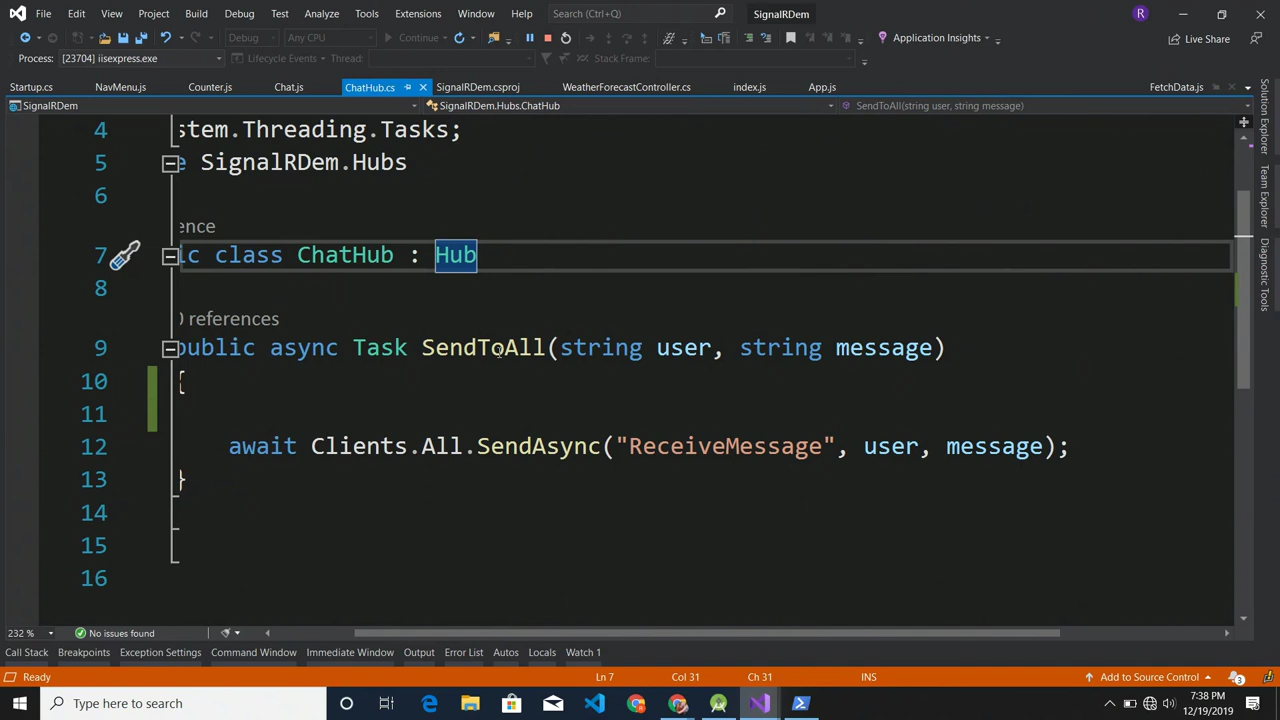 File Edit View Project Build Debug Test Analyze Tools Extensions Window Help Search (Ctrl+Q) SignalRDem R
Debug Any CPU Continue Application Insights Live Share
Process: [23704] iisexpress.exe Lifecycle Events Thread: Stack Frame:
Startup.cs NavMenu.js Counter.js Chat.js ChatHub.cs SignalRDem.csproj WeatherForecastController.cs index.js App.js FetchData.js
SignalRDem SignalRDem.Hubs.ChatHub SendToAll(string user, string message)
4 stem.Threading.Tasks;
5 e SignalRDem.Hubs
6
ence
7 ic class ChatHub : Hub
8
0 references
9 public async Task SendToAll(string user, string message)
10 {
11
12 await Clients.All.SendAsync("ReceiveMessage", user, message);
13 }
14
15
16
Solution Explorer
Team Explorer
Diagnostic Tools
232 % No issues found
Call Stack Breakpoints Exception Settings Command Window Immediate Window Output Error List Autos Locals Watch 1
Ready Ln 7 Col 31 Ch 31 INS Add to Source Control 3
Type here to search 7:38 PM
12/19/2019